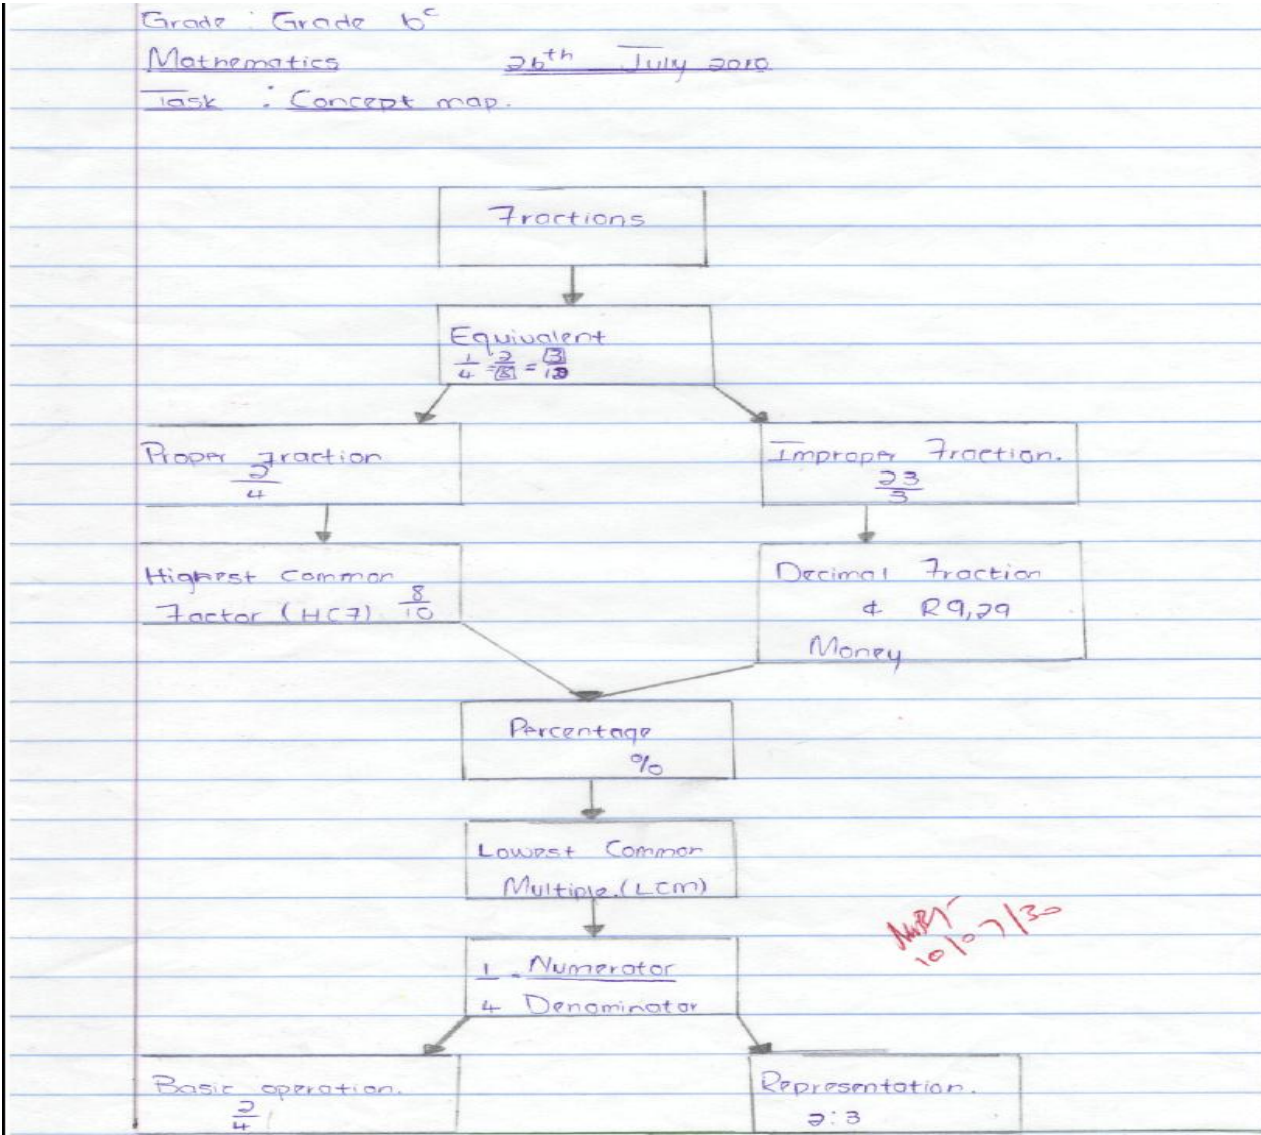 Grade : Grade 6c
Mathematics 26th July 2010
Task : Concept map.
Fractions
Equivalent
1/4 = 2/8 = 3/12
Proper Fraction
2/4
Improper Fraction.
23/3
Highest Common
Factor (HCF) 8/10
Decimal Fraction
¢ R9,29
Money
Percentage
%
Lowest Common
Multiple.(LCM)
1 - Numerator
4 Denominator
10/07/30
Basic operation.
2/4
Representation.
2:3